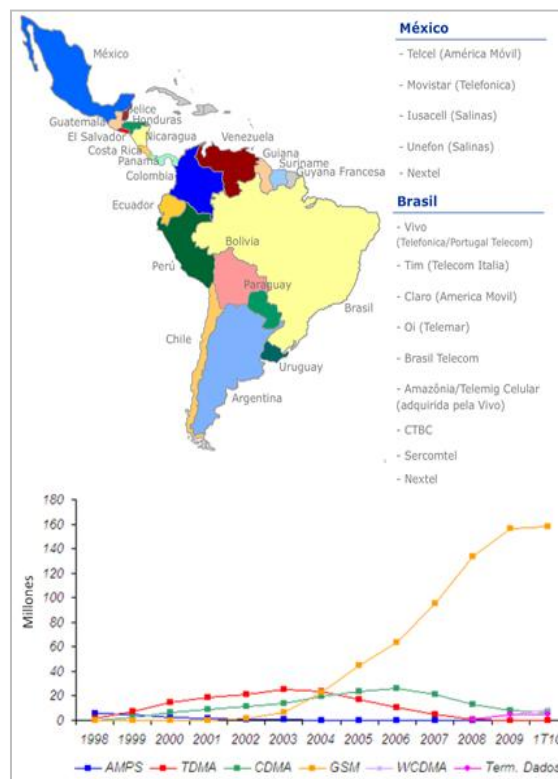 México
- Telcel (América Móvil)
- Movistar (Telefonica)
- Iusacell (Salinas)
- Unefon (Salinas)
- Nextel
Brasil
- Vivo
(Telefonica/Portugal Telecom)
- Tim (Telecom Italia)
- Claro (America Movil)
- Oi (Telemar)
- Brasil Telecom
- Amazônia/Telemig Celular
(adquirida pela Vivo)
- CTBC
- Sercomtel
- Nextel
México
Belice
Guatemala
Honduras
El Salvador
Nicaragua
Costa Rica
Panamá
Venezuela
Guiana
Suriname
Guyana Francesa
Colombia
Ecuador
Bolivia
Perú
Paraguay
Brasil
Chile
Uruguay
Argentina
180
160
140
120
100
80
60
40
20
0
Millones
1998 1999 2000 2001 2002 2003 2004 2005 2006 2007 2008 2009 1T10
AMPS TDMA CDMA GSM WCDMA Term. Dados